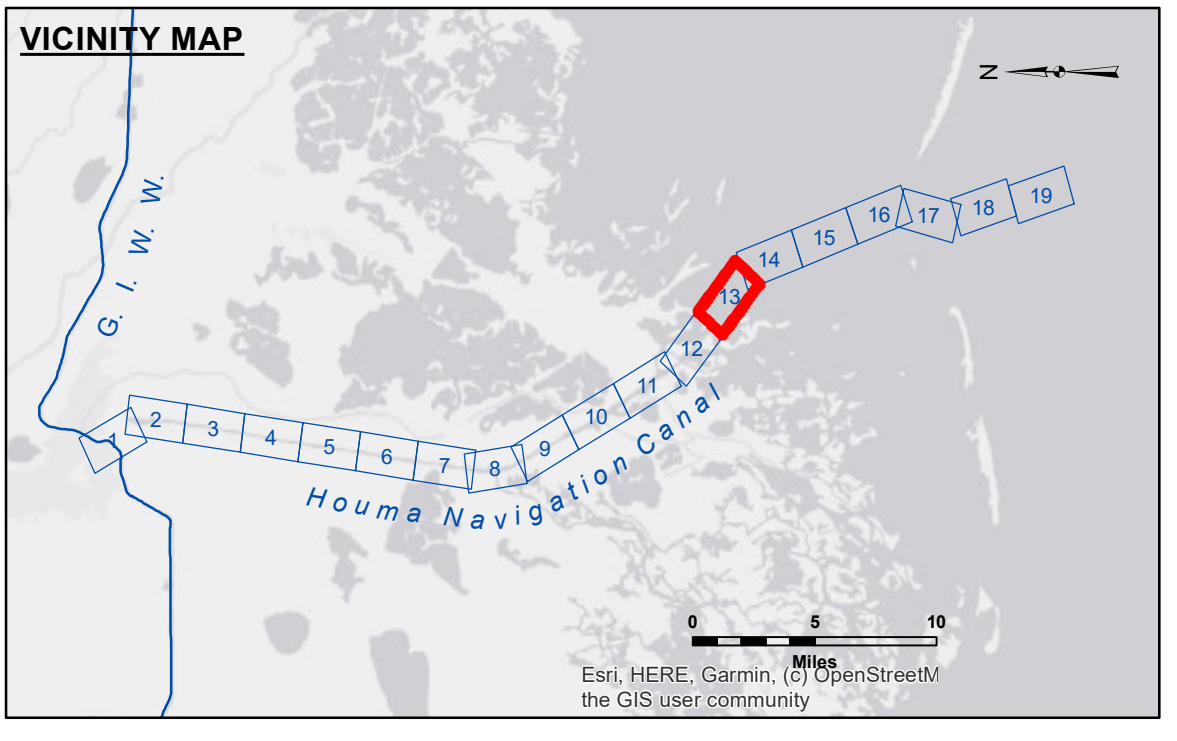 VICINITY MAP
N
G. I. W. W.
1
2
3
4
5
6
7
8
9
10
11
12
13
14
15
16
17
18
19
Houma Navigation Canal
0 5 10
Miles
Esri, HERE, Garmin, (c) OpenStreetM
the GIS user community